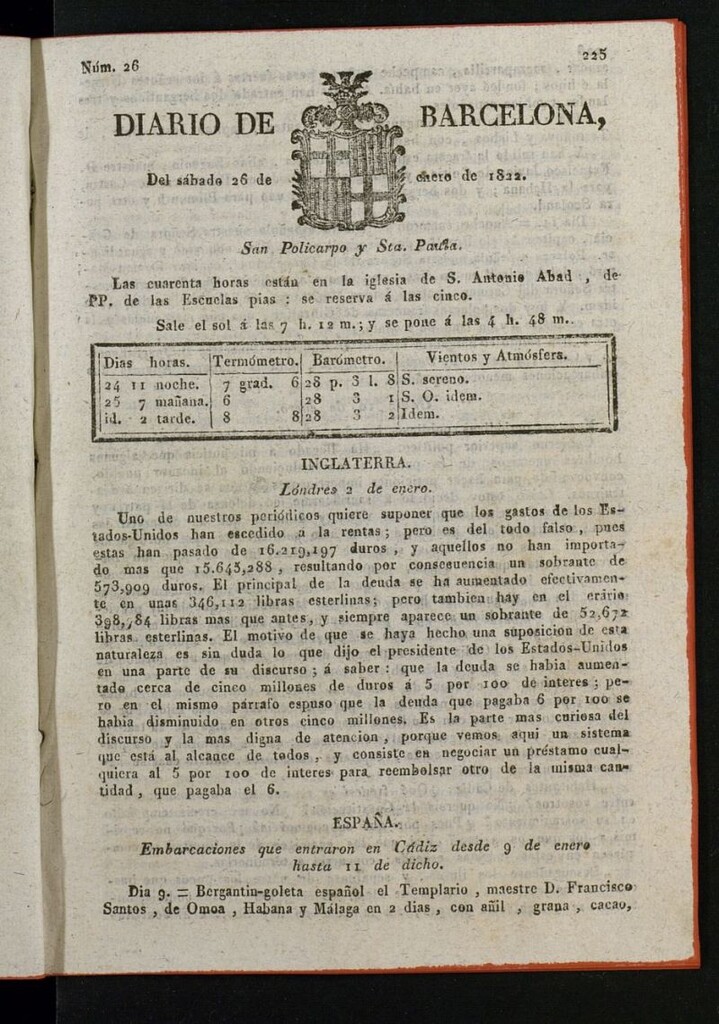 Núm. 26
225
DIARIO DE BARCELONA,
Del sábado 26 de enero de 1822.
San Policarpo y Sta. Paula.
Las cuarenta horas están en la iglesia de S. Antonio Abad , de
PP. de las Escuelas pias : se reserva á las cinco.
Sale el sol á las 7 h. 12 m.; y se pone á las 4 h. 48 m.
Dias horas. Termómetro. Barómetro. Vientos y Atmósfera.
24 11 noche. 7 grad. 6 28 p. 3 l. 8 S. sereno.
25 7 mañana. 6 28 3 1 S. O. idem.
id. 2 tarde. 8 8 28 3 2 Idem.
INGLATERRA.
Lóndres 2 de enero.
Uno de nuestros periódicos quiere suponer que los gastos de los Es-
tados-Unidos han escedido á la rentas; pero es del todo falso , pues
estas han pasado de 16.219,197 duros , y aquellos no han importa-
do mas que 15.645,288 , resultando por consecuencia un sobrante de
573,909 duros. El principal de la deuda se ha aumentado efectivamen-
te en unas 346,112 libras esterlinas; pero tambien hay en el erario
398,784 libras mas que antes, y siempre aparece un sobrante de 52,672
libras esterlinas. El motivo de que se haya hecho una suposicion de esta
naturaleza es sin duda lo que dijo el presidente de los Estados-Unidos
en una parte de su discurso ; á saber : que la deuda se habia aumen-
tado cerca de cinco millones de duros á 5 por 100 de interes ; pe-
ro en el mismo párrafo espuso que la deuda que pagaba 6 por 100 se
habia disminuido en otros cinco millones. Es la parte mas curiosa del
discurso y la mas digna de atencion , porque vemos aqui un sistema
que está al alcance de todos , y consiste en negociar un préstamo cual-
quiera al 5 por 100 de interes para reembolsar otro de la misma can-
tidad , que pagaba el 6.
ESPAÑA.
Embarcaciones que entraron en Cádiz desde 9 de enero
hasta 11 de dicho.
Dia 9. = Bergantin-goleta español el Templario , maestre D. Francisco
Santos , de Omoa , Habana y Málaga en 2 dias , con añil , grana , cacao,